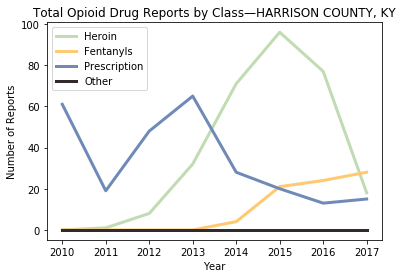 Total Opioid Drug Reports by Class—HARRISON COUNTY, KY
Heroin
Fentanyls
Prescription
Other
Number of Reports
100
80
60
40
20
0
2010 2011 2012 2013 2014 2015 2016 2017
Year